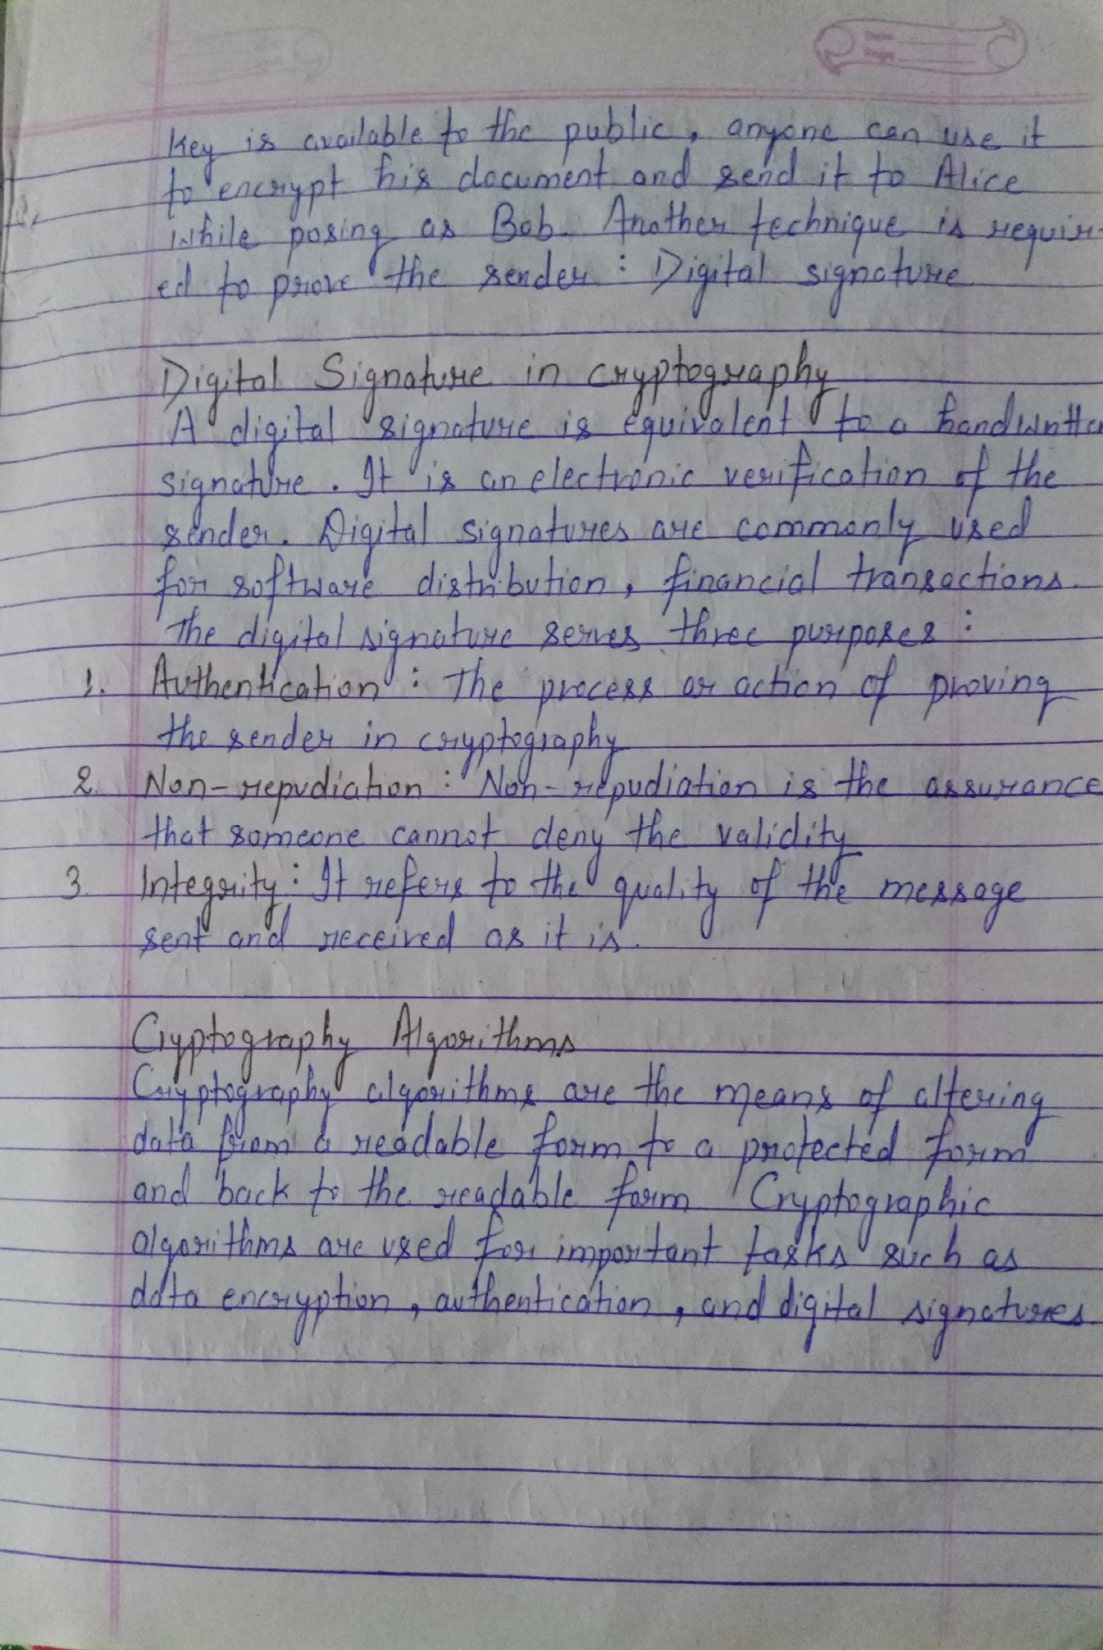 Key is available to the public, anyone can use it
to encrypt his document and send it to Alice
while posing as Bob. Another technique is requir-
ed to prove the sender : Digital signature
Digital Signature in cryptography
A digital signature is equivalent to a handwritte
signature. It is an electronic verification of the
sender. Digital signatures are commonly used
for software distribution, financial transactions.
The digital signature serves three purposes :
1. Authentication : The process or action of proving
the sender in cryptography
2. Non-repudiation : Non-repudiation is the assurance
that someone cannot deny the validity
3. Integrity : It refers to the quality of the message
sent and received as it is.
Cryptography Algorithms
Cryptography algorithms are the means of altering
data from a readable form to a protected form
and back to the readable form Cryptographic
algorithms are used for important tasks such as
data encryption, authentication, and digital signatures.